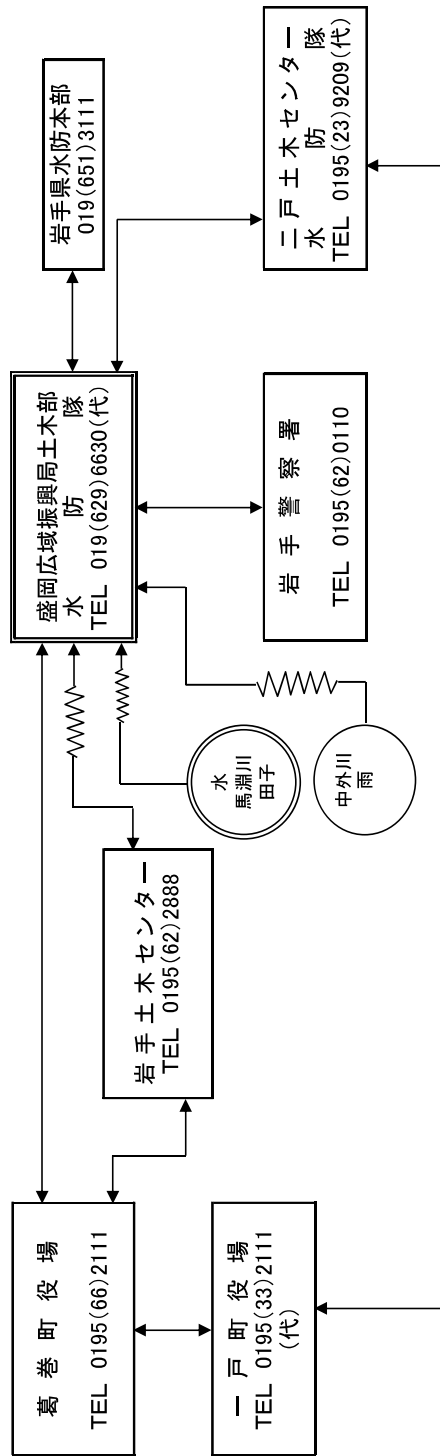 葛巻町役場
TEL 0195(66)2111
一戸町役場
TEL 0195(33)2111
(代)
岩手土木センター
TEL 0195(62)2888
盛岡広域振興局土木部
水防隊
TEL 019(629)6630(代)
水
馬淵川
田子
中外川
雨
岩手警察署
TEL 0195(62)0110
岩手県水防本部
019(651)3111
二戸土木センター
水防隊
TEL 0195(23)9209(代)